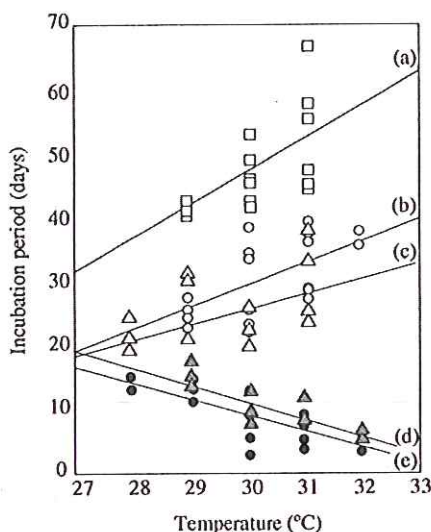 70
60
50
40
30
20
10
0
Incubation period (days)
(a)
(b)
(c)
(d)
(e)
27 28 29 30 31 32 33
Temperature (°C)